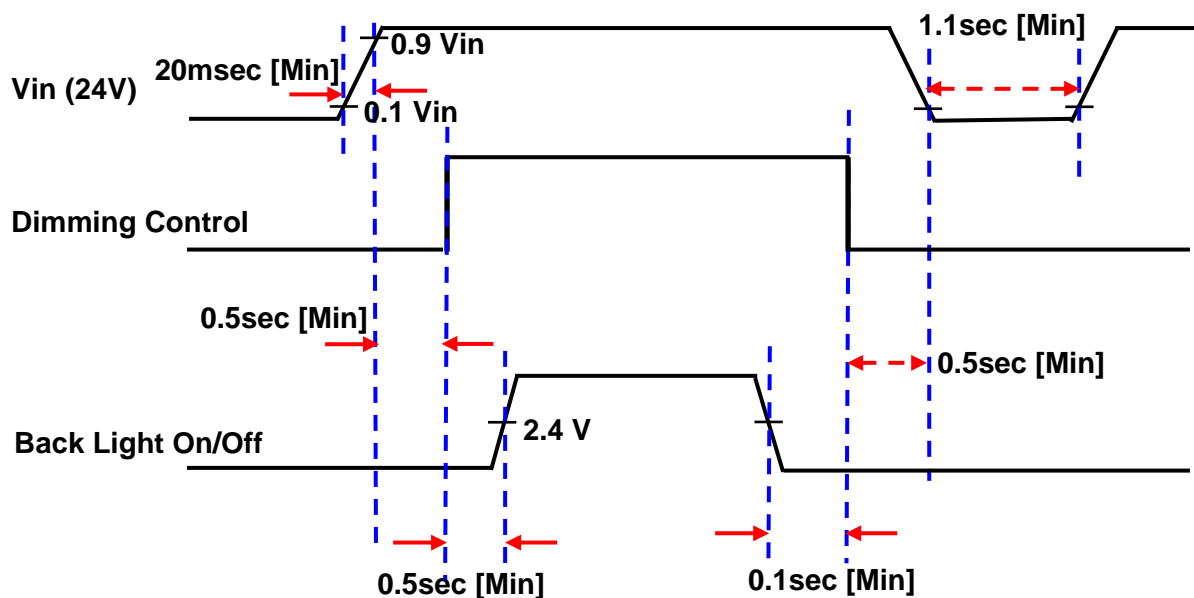 1.1sec [Min]
0.9 Vin
20msec [Min]
Vin (24V)
0.1 Vin
Dimming Control
0.5sec [Min]
0.5sec [Min]
2.4 V
Back Light On/Off
0.5sec [Min]
0.1sec [Min]